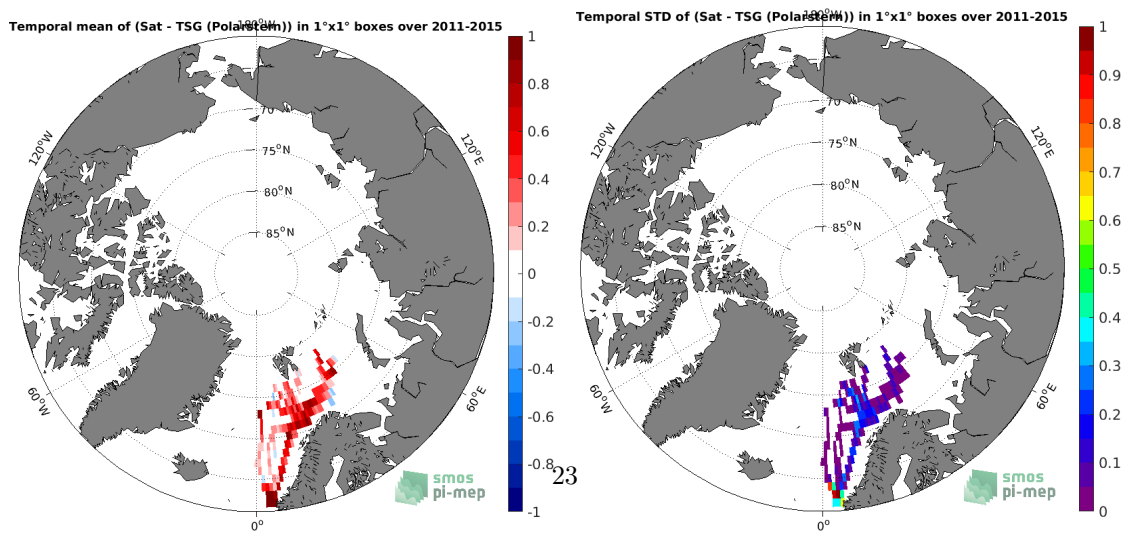 Temporal mean of (Sat - TSG (Polarstern)) in 1°x1° boxes over 2011-2015
180°W
70
75°N
80°N
85°N
120°W
120°E
60°W
60°E
0°
1
0.8
0.6
0.4
0.2
0
-0.2
-0.4
-0.6
-0.8
-1
smos
pi-mep
23
Temporal STD of (Sat - TSG (Polarstern)) in 1°x1° boxes over 2011-2015
180°W
70
75°N
80°N
85°N
120°W
120°E
60°W
60°E
0°
1
0.9
0.8
0.7
0.6
0.5
0.4
0.3
0.2
0.1
0
smos
pi-mep